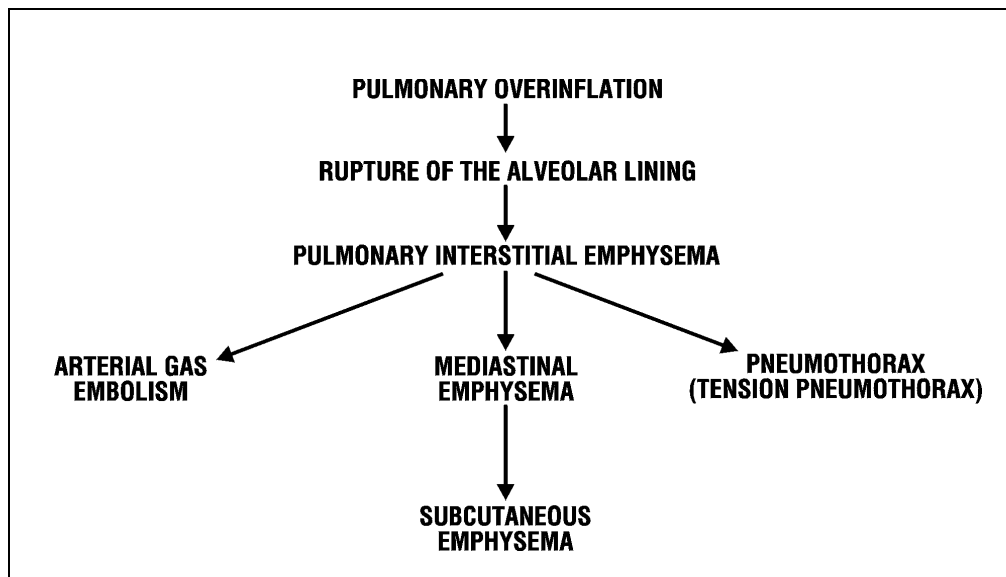 PULMONARY OVERINFLATION
RUPTURE OF THE ALVEOLAR LINING
PULMONARY INTERSTITIAL EMPHYSEMA
ARTERIAL GAS
EMBOLISM
MEDIASTINAL
EMPHYSEMA
PNEUMOTHORAX
(TENSION PNEUMOTHORAX)
SUBCUTANEOUS
EMPHYSEMA